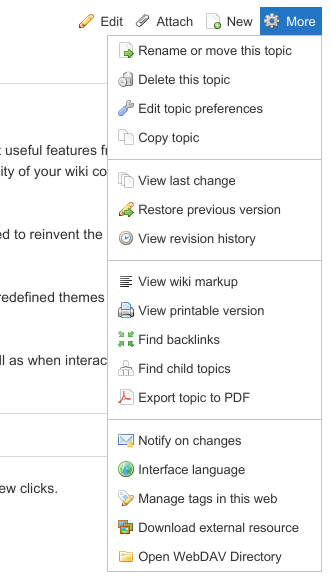 Edit Attach New More
Rename or move this topic
Delete this topic
Edit topic preferences
Copy topic
useful features f
ity of your wiki co
View last change
Restore previous version
View revision history
ed to reinvent the
View wiki markup
redefined themes
View printable version
Find backlinks
ll as when interac
Find child topics
Export topic to PDF
Notify on changes
Interface language
ew clicks.
Manage tags in this web
Download external resource
Open WebDAV Directory